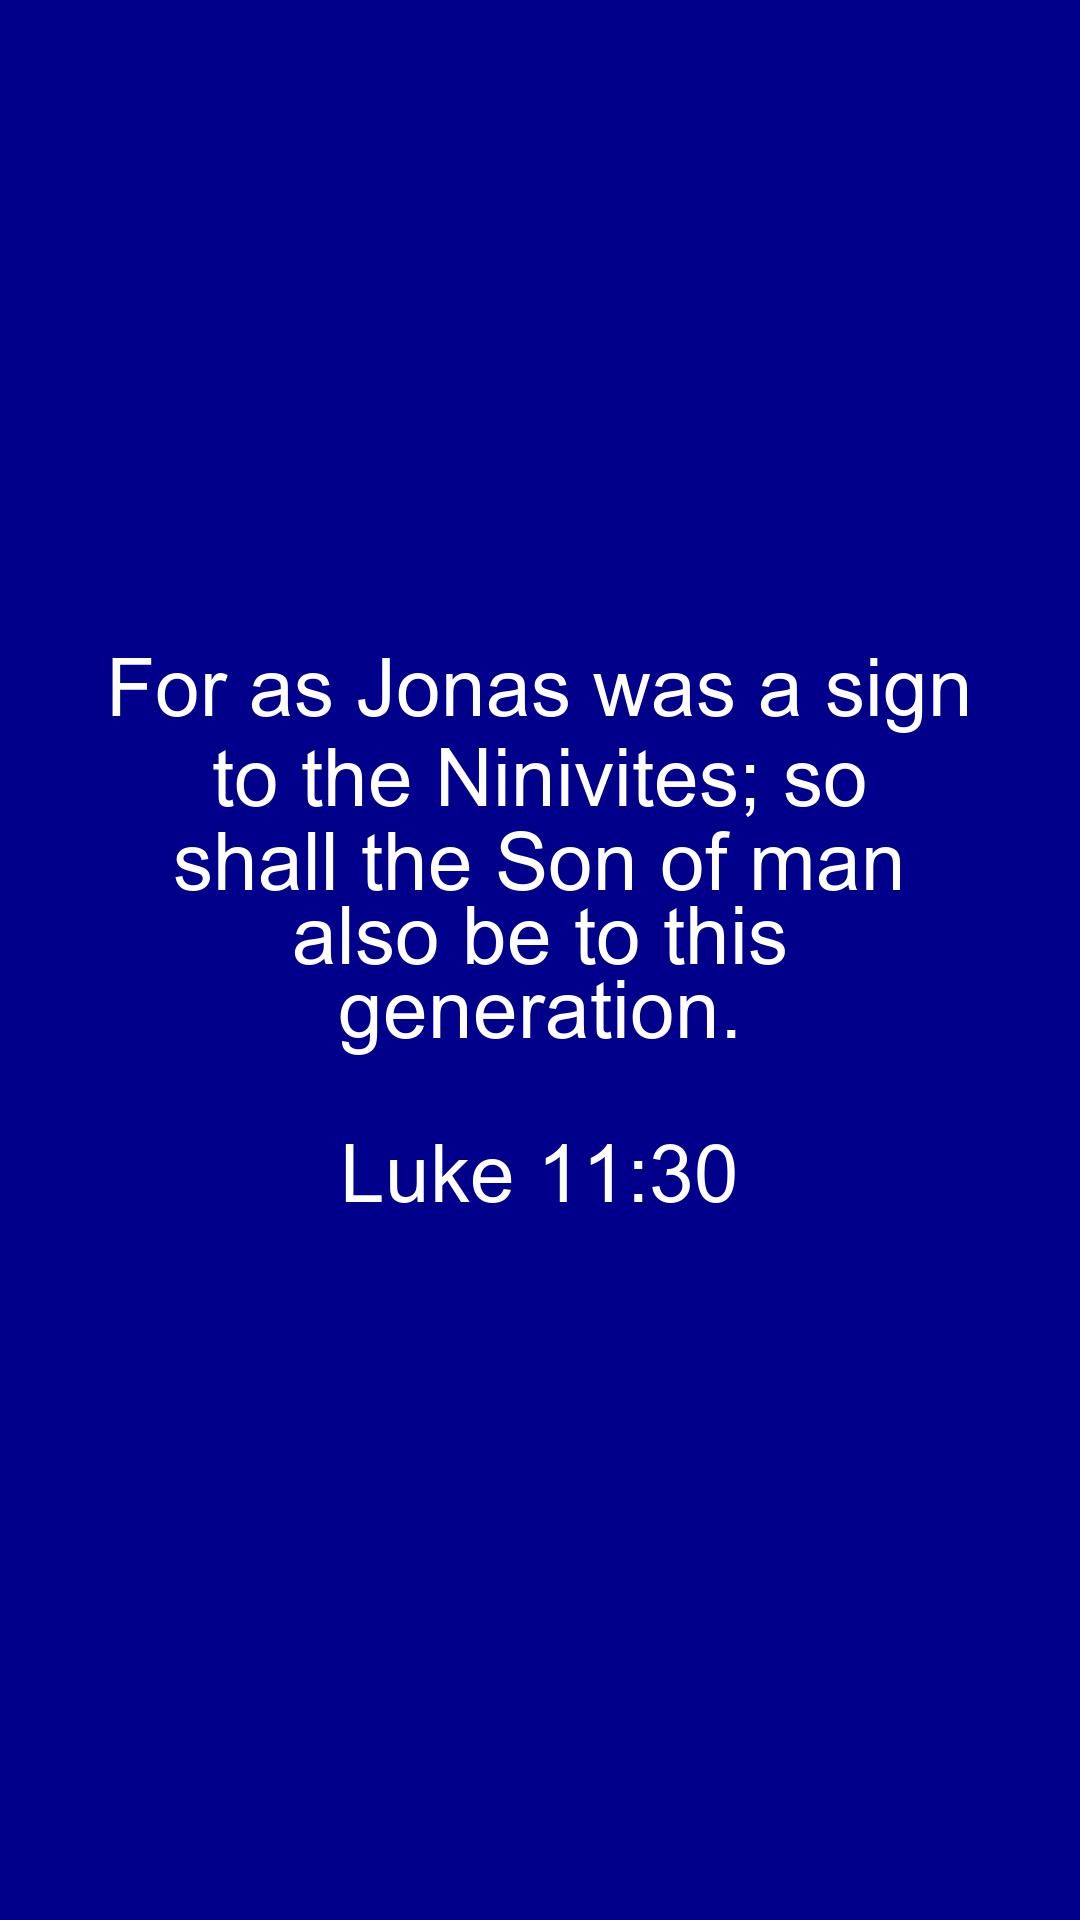 For as Jonas was a sign
to the Ninivites; so
shall the Son of man
also be to this
generation.
Luke 11:30